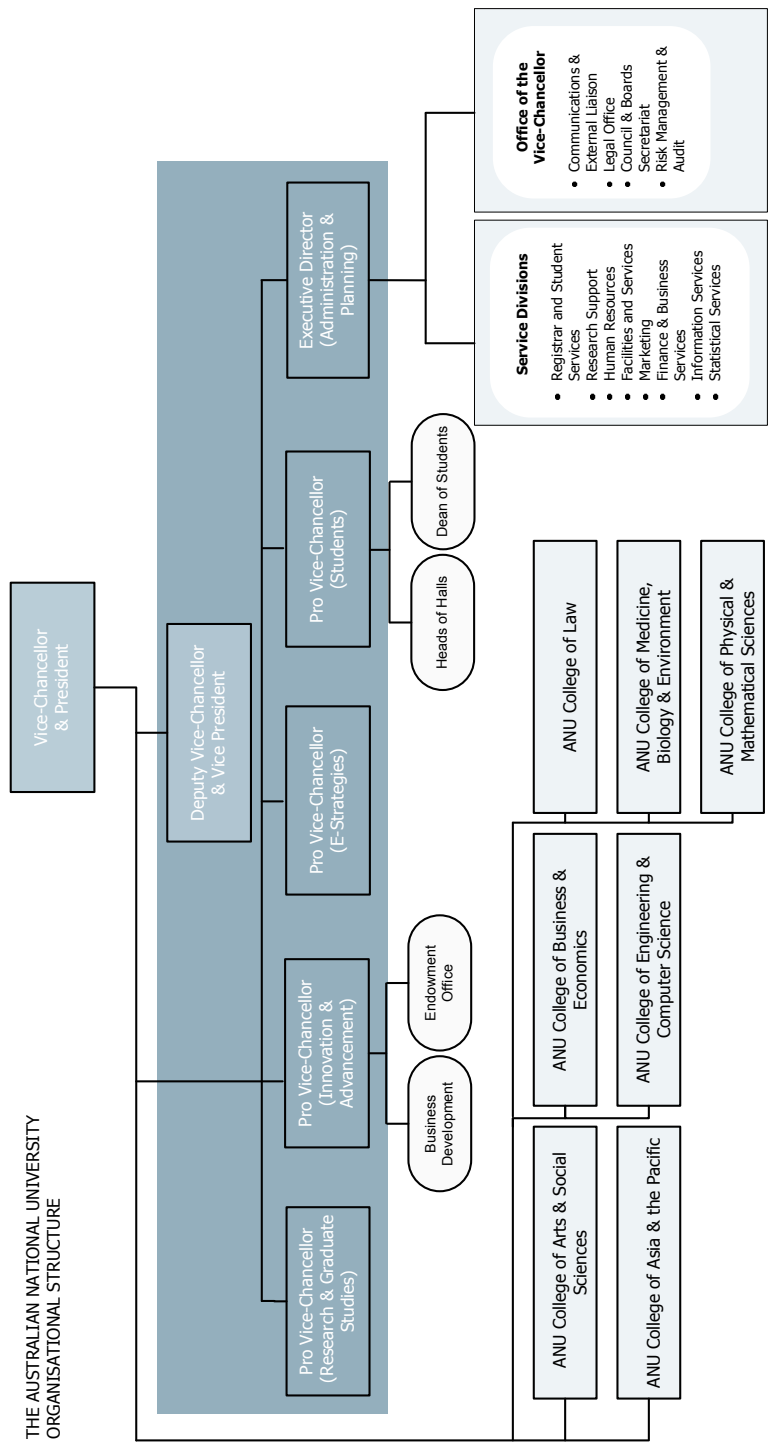 THE AUSTRALIAN NATIONAL UNIVERSITY
ORGANISATIONAL STRUCTURE
Vice-Chancellor
& President
Deputy Vice-Chancellor
& Vice President
Pro Vice-Chancellor
(Research & Graduate
Studies)
Pro Vice-Chancellor
(Innovation &
Advancement)
Pro Vice-Chancellor
(E-Strategies)
Pro Vice-Chancellor
(Students)
Executive Director
(Administration &
Planning)
Business
Development
Endowment
Office
Heads of Halls
Dean of Students
Service Divisions
• Registrar and Student
Services
• Research Support
• Human Resources
• Facilities and Services
• Marketing
• Finance & Business
Services
• Information Services
• Statistical Services
Office of the
Vice-Chancellor
• Communications &
External Liaison
• Legal Office
• Council & Boards
Secretariat
• Risk Management &
Audit
ANU College of Arts & Social
Sciences
ANU College of Business &
Economics
ANU College of Law
ANU College of Asia & the Pacific
ANU College of Engineering &
Computer Science
ANU College of Medicine,
Biology & Environment
ANU College of Physical &
Mathematical Sciences